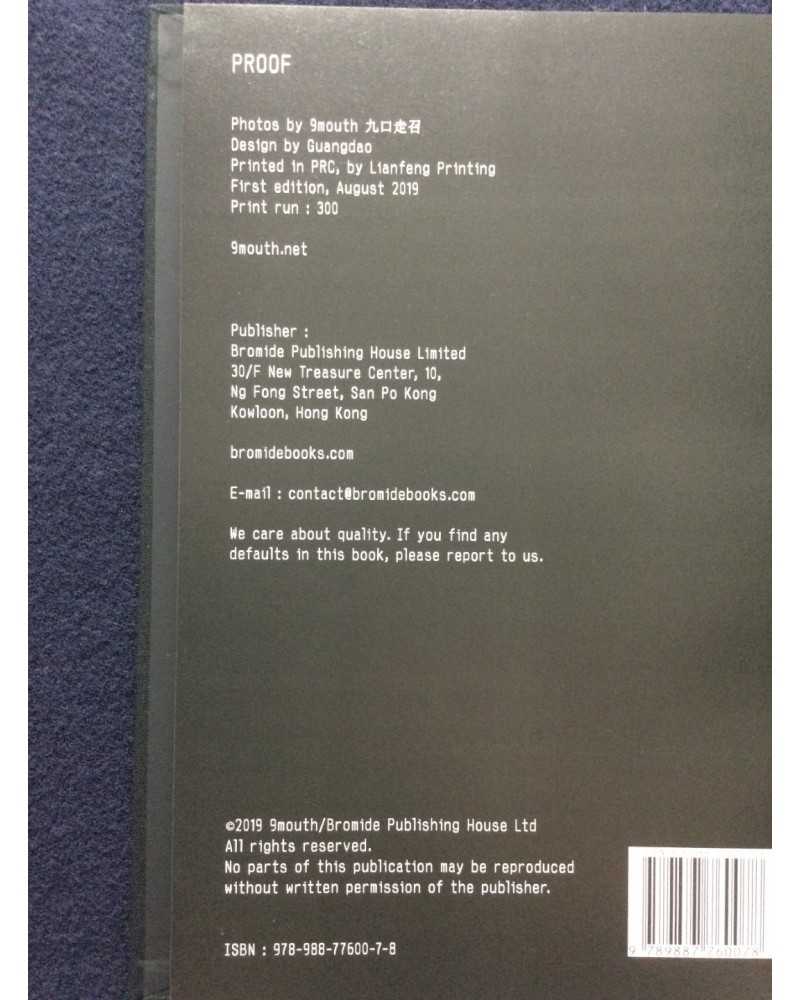 PROOF
Photos by 9mouth 九口走召
Design by Guangdao
Printed in PRC, by Lianfeng Printing
First edition, August 2019
Print run : 300
9mouth.net
Publisher :
Bromide Publishing House Limited
30/F New Treasure Center, 10,
Ng Fong Street, San Po Kong
Kowloon, Hong Kong
bromidebooks.com
E-mail : contact@bromidebooks.com
We care about quality. If you find any
defaults in this book, please report to us.
©2019 9mouth/Bromide Publishing House Ltd
All rights reserved.
No parts of this publication may be reproduced
without written permission of the publisher.
ISBN : 978-988-77600-7-8
9 789887 760078